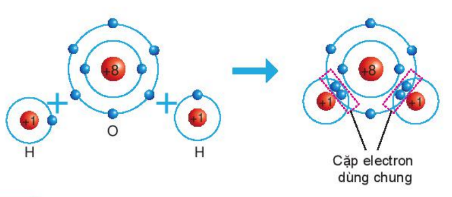 +8
+
+
+1
+1
H
O
H
+8
+1
+1
Cặp electron
dùng chung